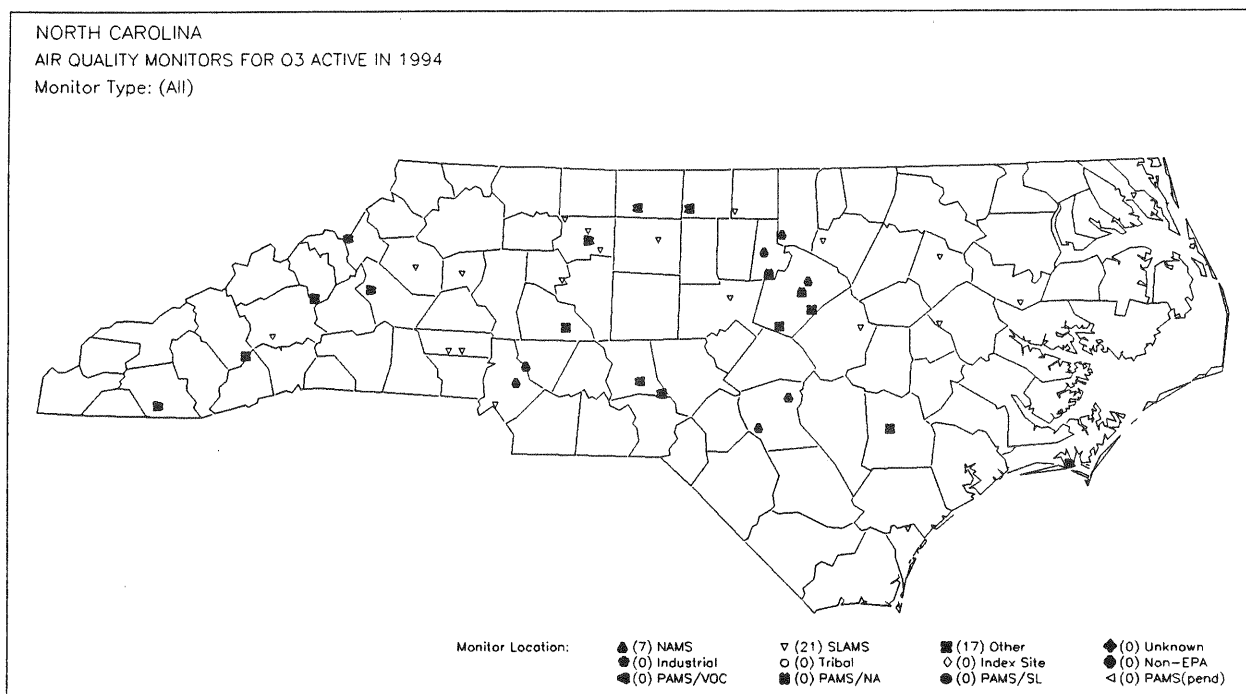 NORTH CAROLINA
AIR QUALITY MONITORS FOR O3 ACTIVE IN 1994
Monitor Type: (All)
Monitor Location: (7) NAMS (21) SLAMS (17) Other (0) Unknown
(0) Industrial (0) Tribal (0) Index Site (0) Non-EPA
(0) PAMS/VOC (0) PAMS/NA (0) PAMS/SL (0) PAMS(pend)